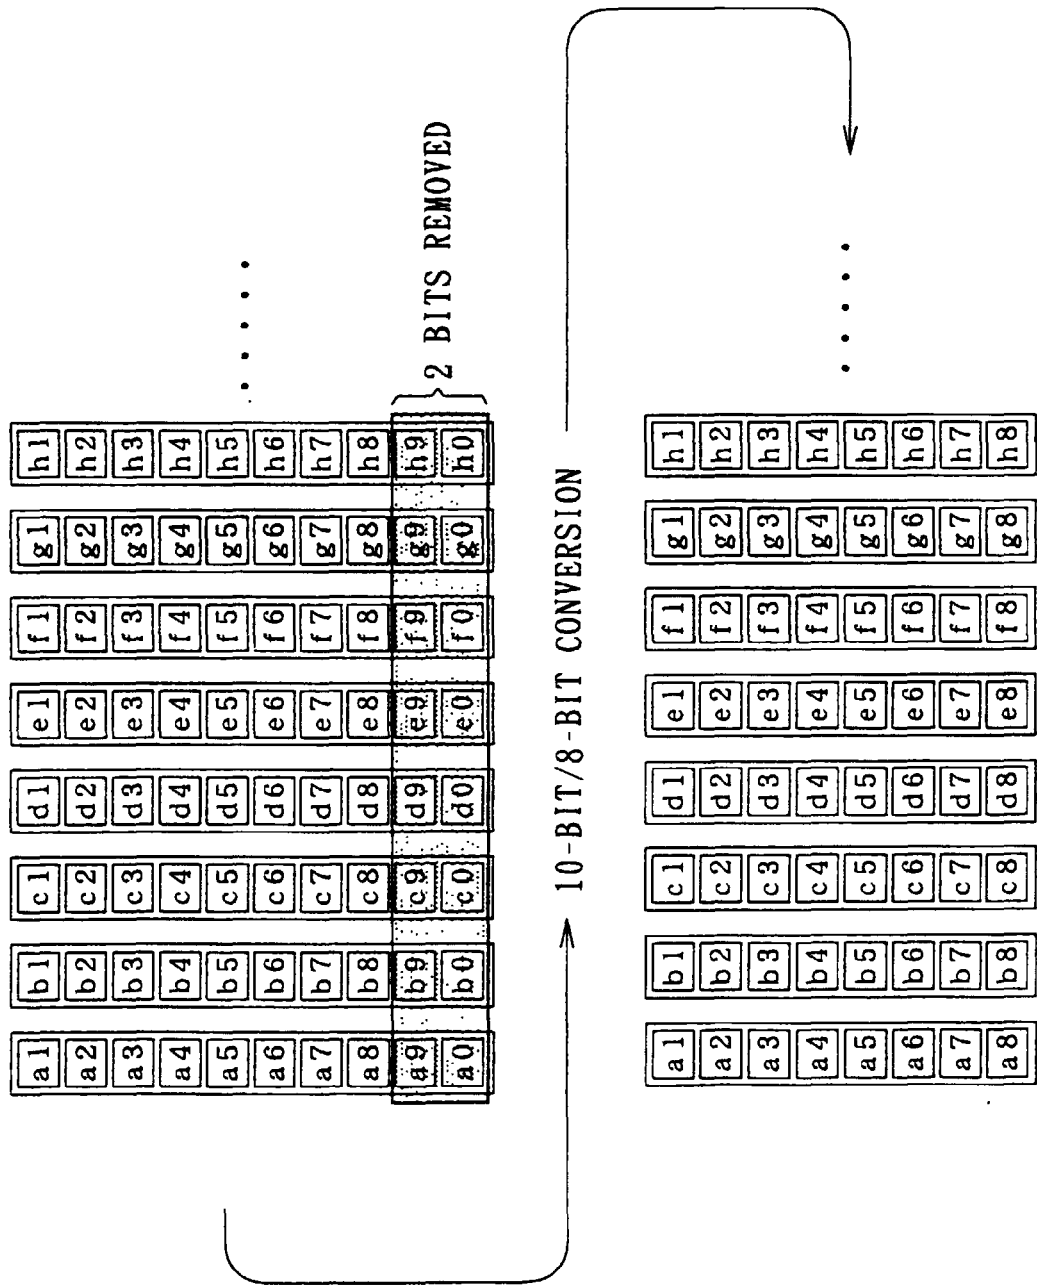 a1 b1 c1 d1 e1 f1 g1 h1
a2 b2 c2 d2 e2 f2 g2 h2
a3 b3 c3 d3 e3 f3 g3 h3
a4 b4 c4 d4 e4 f4 g4 h4
a5 b5 c5 d5 e5 f5 g5 h5 .....
a6 b6 c6 d6 e6 f6 g6 h6
a7 b7 c7 d7 e7 f7 g7 h7
a8 b8 c8 d8 e8 f8 g8 h8
a9 b9 c9 d9 e9 f9 g9 h9
2 BITS REMOVED
a0 b0 c0 d0 e0 f0 g0 h0
10-BIT/8-BIT CONVERSION
a1 b1 c1 d1 e1 f1 g1 h1
a2 b2 c2 d2 e2 f2 g2 h2
a3 b3 c3 d3 e3 f3 g3 h3
a4 b4 c4 d4 e4 f4 g4 h4
a5 b5 c5 d5 e5 f5 g5 h5 .....
a6 b6 c6 d6 e6 f6 g6 h6
a7 b7 c7 d7 e7 f7 g7 h7
a8 b8 c8 d8 e8 f8 g8 h8